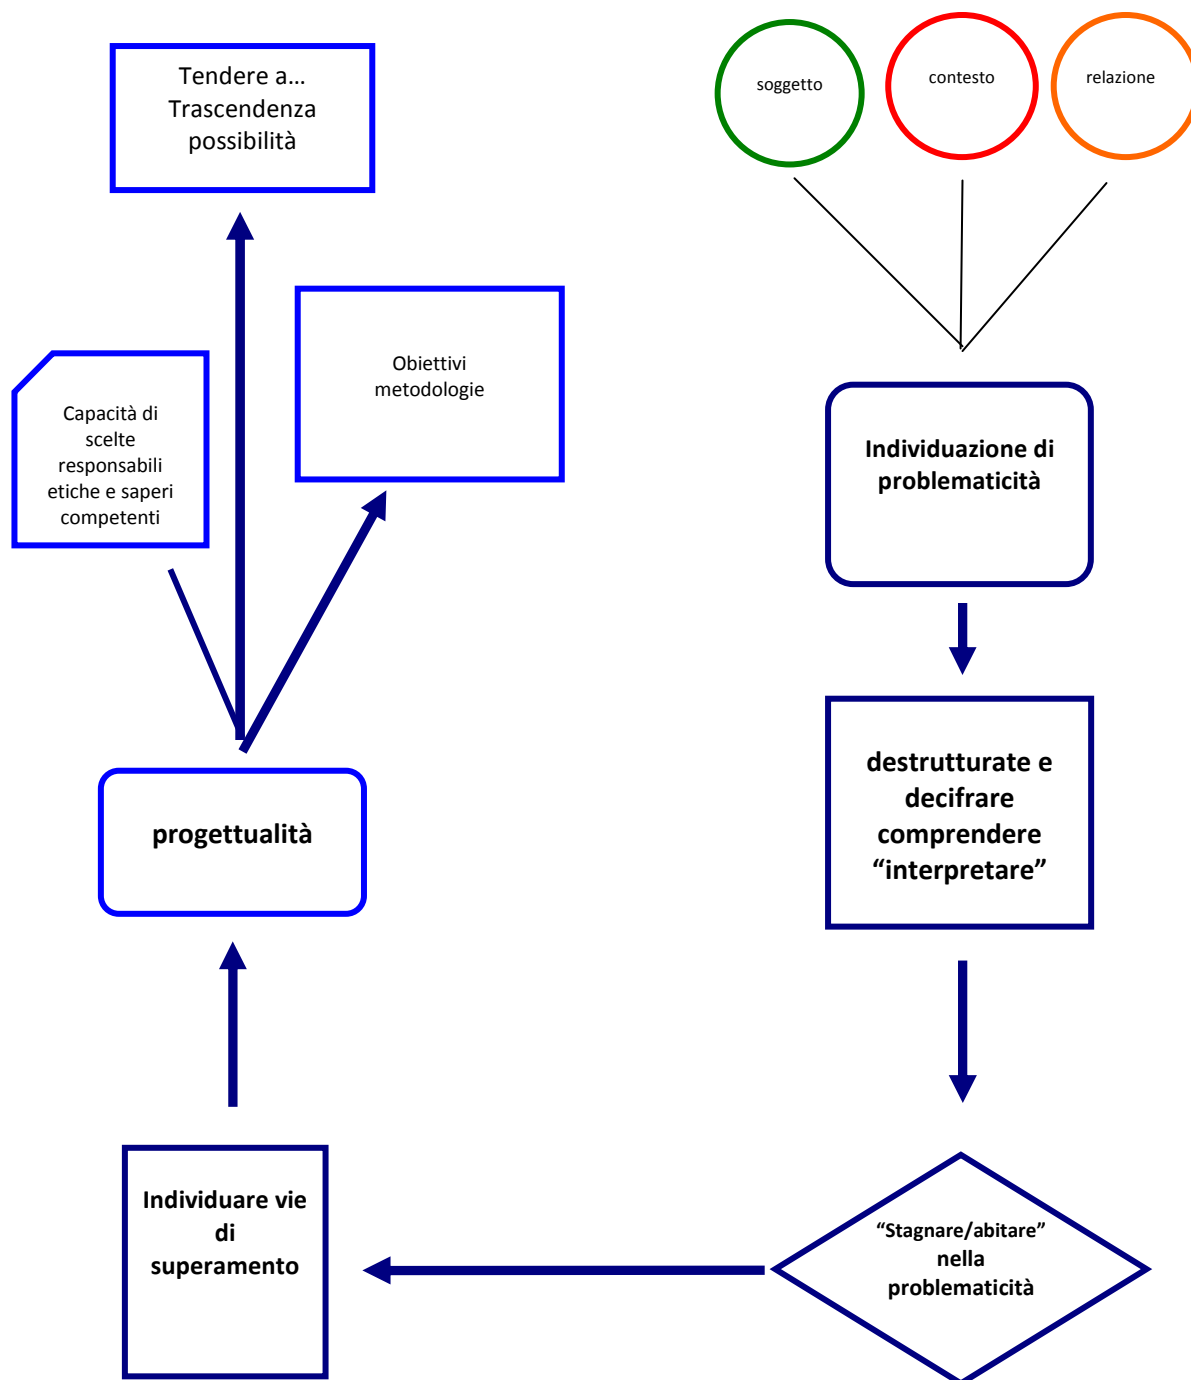 Tendere a...
Trascendenza
possibilità
soggetto
contesto
relazione
Obiettivi
metodologie
Capacità di
scelte
responsabili
etiche e saperi
competenti
Individuazione di
problematicità
destrutturate e
decifrare
comprendere
“interpretare”
progettualità
Individuare vie
di
superamento
“Stagnare/abitare”
nella
problematicità